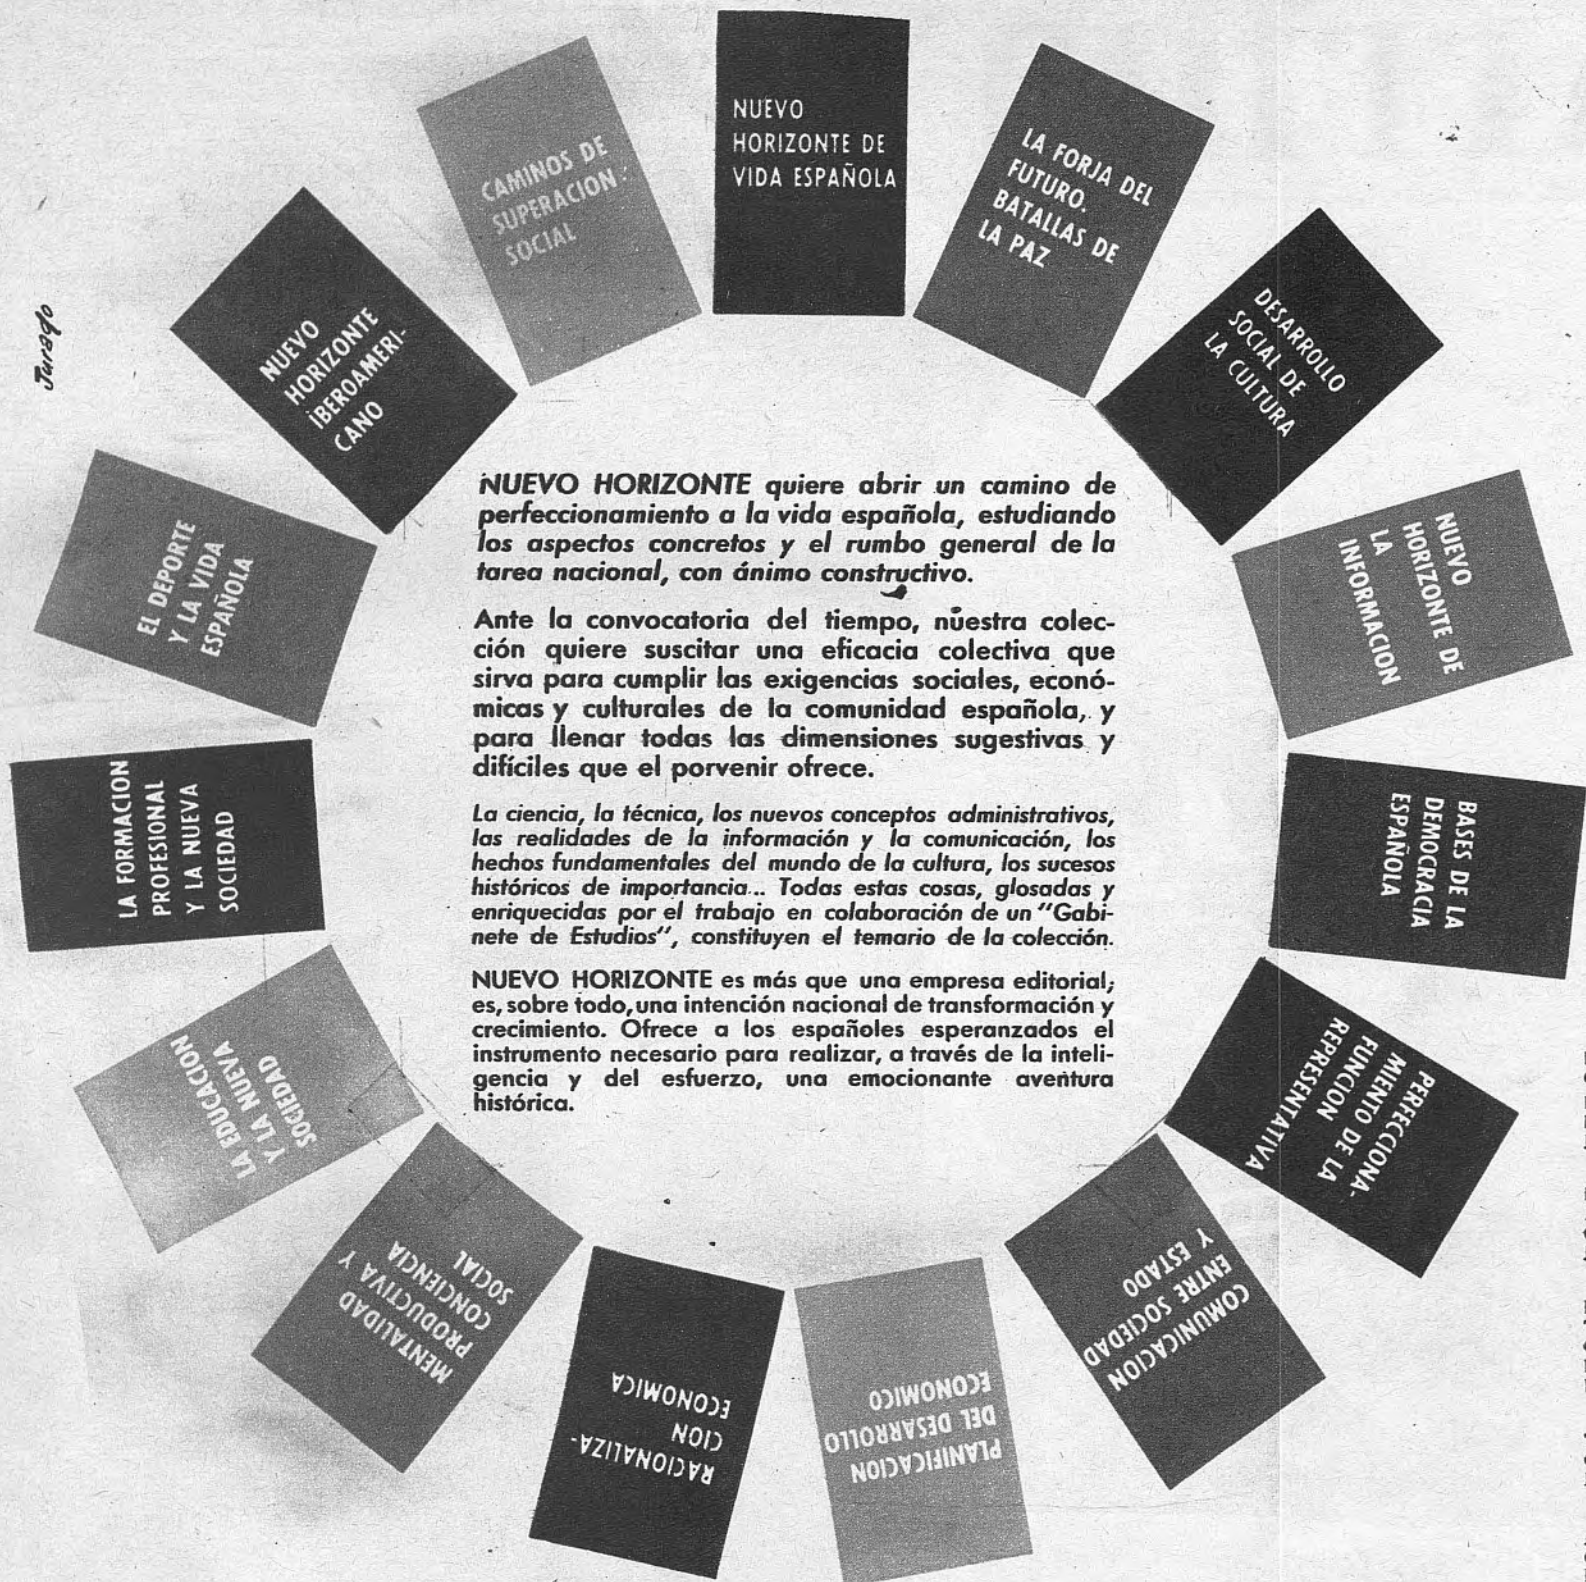 NUEVO
HORIZONTE DE
VIDA ESPAÑOLA
LA FORJA DEL
FUTURO.
BATALLAS DE
LA PAZ
DESARROLLO
SOCIAL DE
LA CULTURA
NUEVO
HORIZONTE DE
LA
INFORMACION
BASES DE LA
DEMOCRACIA
ESPAÑOLA
PERFECCIONA-
MIENTO DE LA
FUNCION
REPRESENTATIVA
COMUNICACION
ENTRE SOCIEDAD
Y ESTADO
PLANIFICACION
DEL DESARROLLO
ECONOMICO
RACIONALIZA-
CION
ECONOMICA
MENTALIDAD
PRODUCTIVA Y
CONCIENCIA
SOCIAL
LA EDUCACION
Y LA NUEVA
SOCIEDAD
LA FORMACION
PROFESIONAL
Y LA NUEVA
SOCIEDAD
EL DEPORTE
Y LA VIDA
ESPAÑOLA
NUEVO
HORIZONTE
IBEROAMERI-
CANO
CAMINOS DE
SUPERACION
SOCIAL
Jurado
NUEVO HORIZONTE quiere abrir un camino de
perfeccionamiento a la vida española, estudiando
los aspectos concretos y el rumbo general de la
tarea nacional, con ánimo constructivo.
Ante la convocatoria del tiempo, nuestra colec-
ción quiere suscitar una eficacia colectiva que
sirva para cumplir las exigencias sociales, econó-
micas y culturales de la comunidad española, y
para llenar todas las dimensiones sugestivas y
difíciles que el porvenir ofrece.
La ciencia, la técnica, los nuevos conceptos administrativos,
las realidades de la información y la comunicación, los
hechos fundamentales del mundo de la cultura, los sucesos
históricos de importancia... Todas estas cosas, glosadas y
enriquecidas por el trabajo en colaboración de un "Gabi-
nete de Estudios", constituyen el temario de la colección.
NUEVO HORIZONTE es más que una empresa editorial;
es, sobre todo, una intención nacional de transformación y
crecimiento. Ofrece a los españoles esperanzados el
instrumento necesario para realizar, a través de la inteli-
gencia y del esfuerzo, una emocionante aventura
histórica.